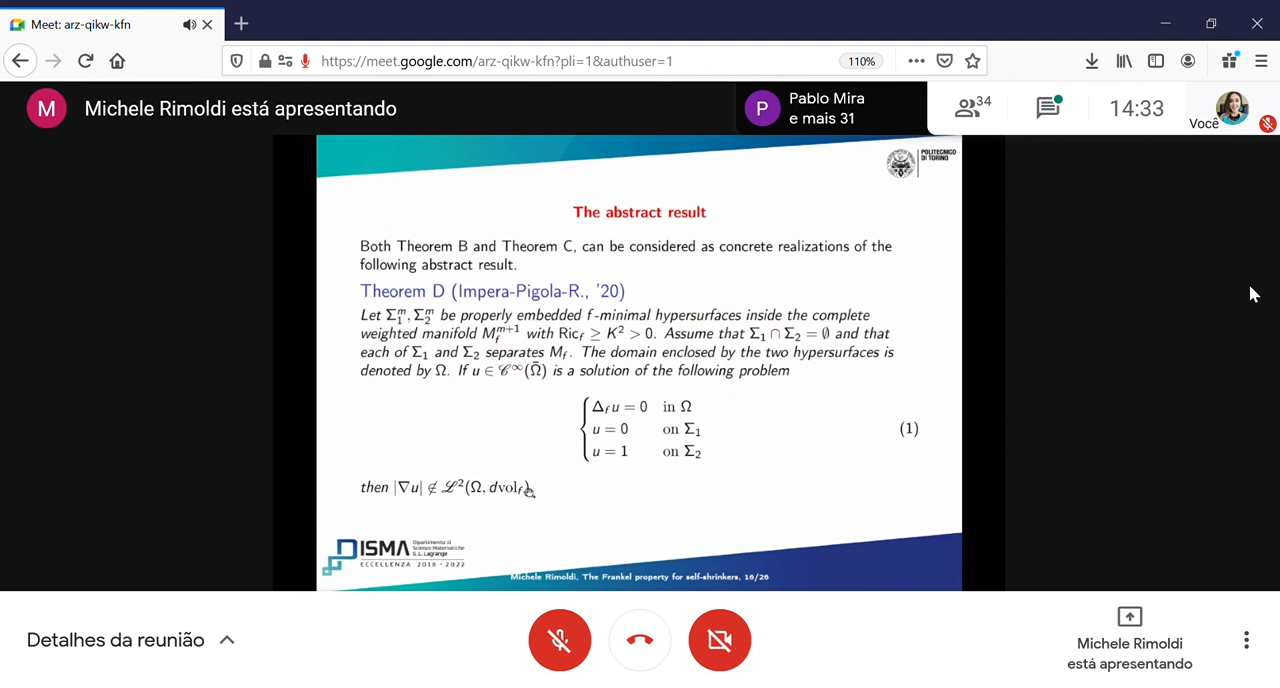 Meet: arz-qikw-kfn
https://meet.google.com/arz-qikw-kfn?pli=1&authuser=1
110%
M
Michele Rimoldi está apresentando
P
Pablo Mira
e mais 31
34
14:33
Você
POLITECNICO
DI TORINO
The abstract result
Both Theorem B and Theorem C, can be considered as concrete realizations of the
following abstract result.
Theorem D (Impera-Pigola-R., '20)
Let Σ₁ᵐ, Σ₂ᵐ be properly embedded f-minimal hypersurfaces inside the complete
weighted manifold M_f^{m+1} with Ric_f ≥ K² > 0. Assume that Σ₁ ∩ Σ₂ = ∅ and that
each of Σ₁ and Σ₂ separates M_f. The domain enclosed by the two hypersurfaces is
denoted by Ω. If u ∈ 𝒞^∞(Ω̄) is a solution of the following problem
Δ_f u = 0 in Ω
u = 0 on Σ₁ (1)
u = 1 on Σ₂
then |∇u| ∉ ℒ²(Ω, dvol_f).
DISMA
Dipartimento di
Scienze Matematiche
G.L. Lagrange
ECCELLENZA 2018 · 2022
Michele Rimoldi, The Frankel property for self-shrinkers, 16/26
Detalhes da reunião
Michele Rimoldi
está apresentando